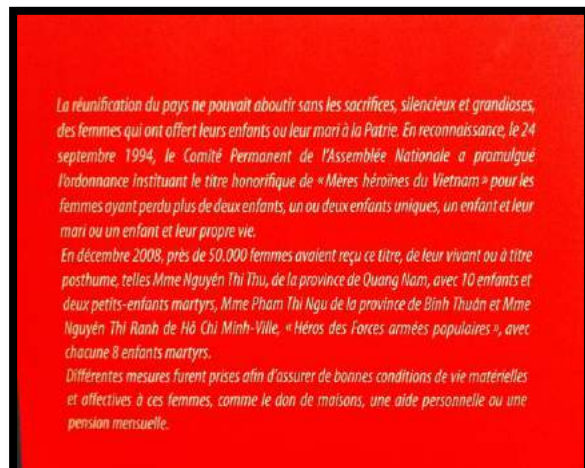 La réunification du pays ne pouvait aboutir sans les sacrifices, silencieux et grandioses,
des femmes qui ont offert leurs enfants ou leur mari à la Patrie. En reconnaissance, le 24
septembre 1994, le Comité Permanent de l'Assemblée Nationale a promulgué
l'ordonnance instituant le titre honorifique de « Mères héroïnes du Vietnam » pour les
femmes ayant perdu plus de deux enfants, un ou deux enfants uniques, un enfant et leur
mari ou un enfant et leur propre vie.
En décembre 2008, près de 50.000 femmes avaient reçu ce titre, de leur vivant ou à titre
posthume, telles Mme Nguyên Thi Thu, de la province de Quang Nam, avec 10 enfants et
deux petits-enfants martyrs, Mme Pham Thi Ngu de la province de Binh Thuân et Mme
Nguyên Thi Ranh de Hô Chi Minh-Ville, « Héros des Forces armées populaires », avec
chacune 8 enfants martyrs.
Différentes mesures furent prises afin d'assurer de bonnes conditions de vie matérielles
et affectives à ces femmes, comme le don de maisons, une aide personnelle ou une
pension mensuelle.